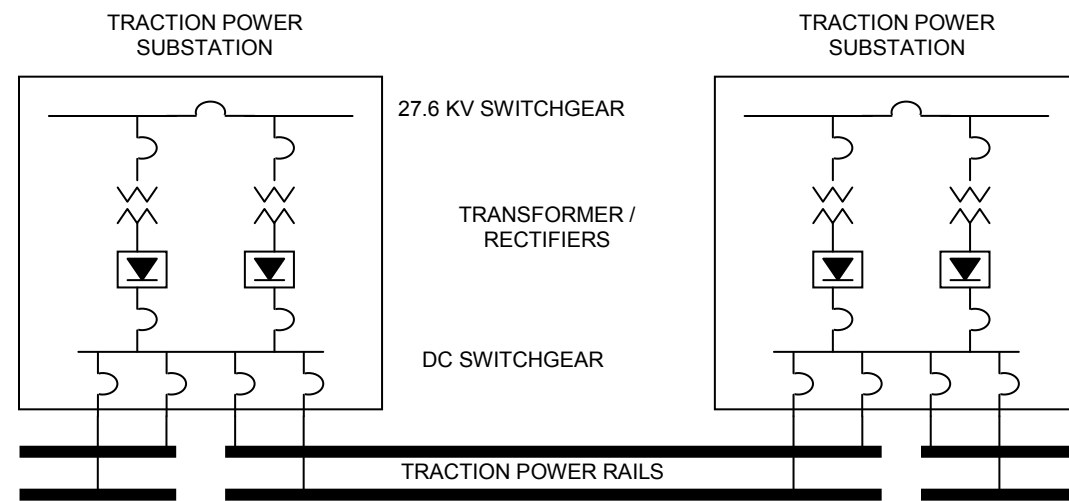 TRACTION POWER
SUBSTATION
TRACTION POWER
SUBSTATION
27.6 KV SWITCHGEAR
TRANSFORMER /
RECTIFIERS
DC SWITCHGEAR
TRACTION POWER RAILS